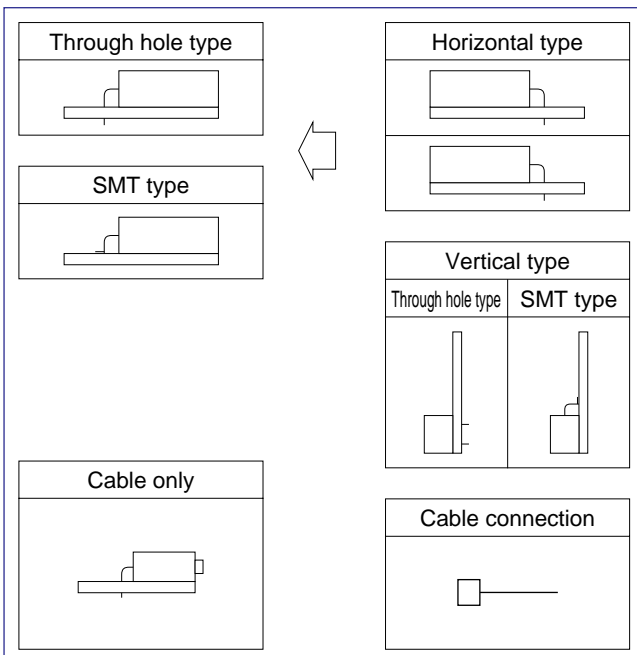 Through hole type
Horizontal type
SMT type
Vertical type
Through hole type
SMT type
Cable only
Cable connection